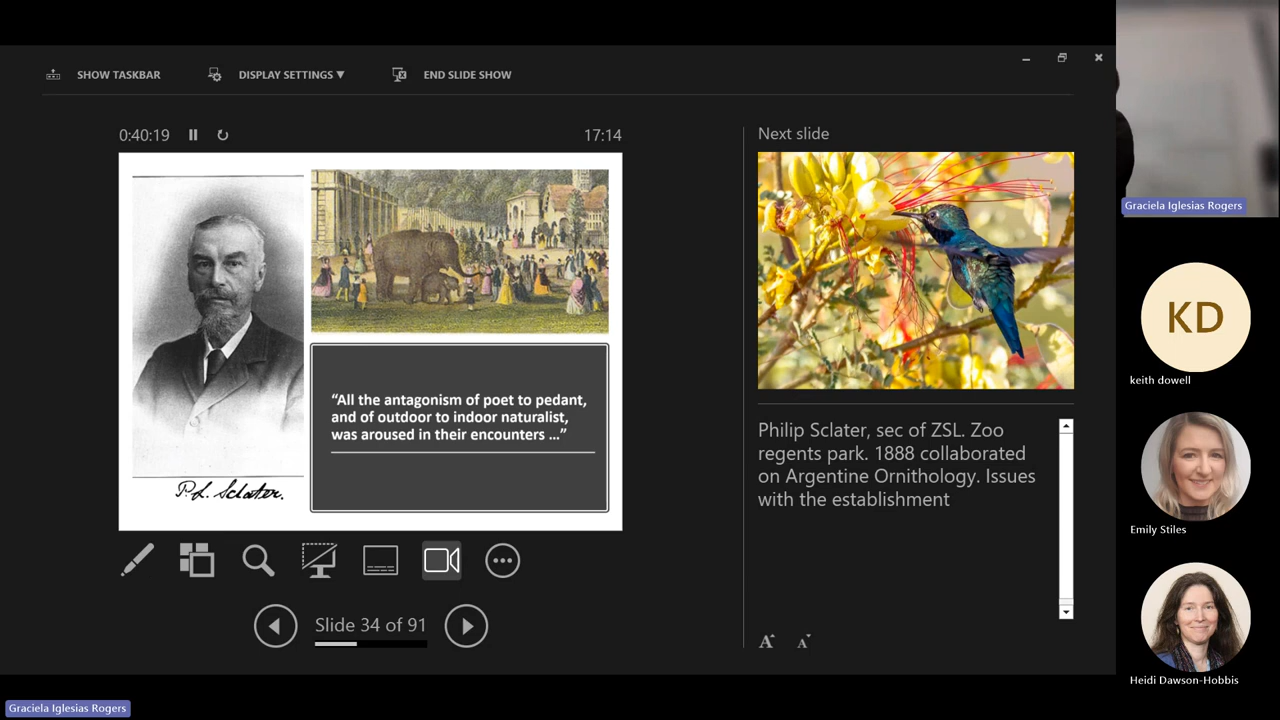 SHOW TASKBAR
DISPLAY SETTINGS ▼
END SLIDE SHOW
0:40:19
17:14
Next slide
“All the antagonism of poet to pedant,
and of outdoor to indoor naturalist,
was aroused in their encounters …”
P. L. Sclater.
Philip Sclater, sec of ZSL. Zoo
regents park. 1888 collaborated
on Argentine Ornithology. Issues
with the establishment
Slide 34 of 91
A
A
Graciela Iglesias Rogers
KD
keith dowell
Emily Stiles
Heidi Dawson-Hobbis
Graciela Iglesias Rogers